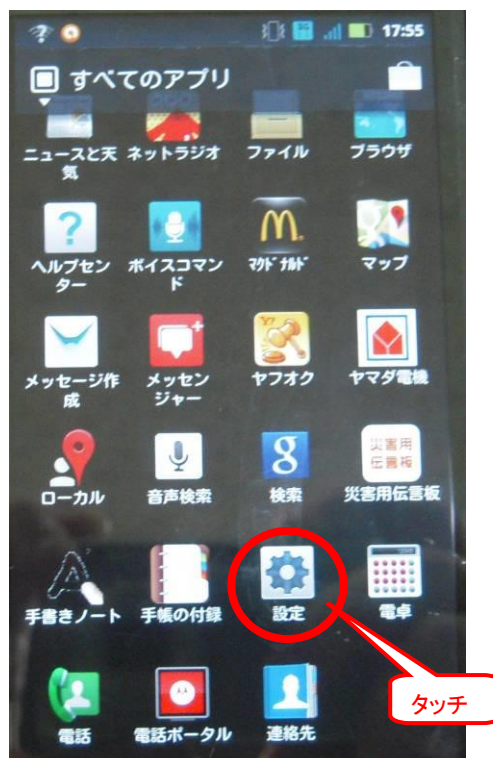 17:55
すべてのアプリ
ニュースと天
気
ネットラジオ
ファイル
ブラウザ
ヘルプセン
ター
ボイスコマン
ド
マクドナルド
マップ
メッセージ作
成
メッセン
ジャー
ヤフオク
ヤマダ電機
災害用
伝言板
ローカル
音声検索
検索
災害用伝言板
手書きノート
手帳の付録
設定
電卓
タッチ
電話
電話ポータル
連絡先